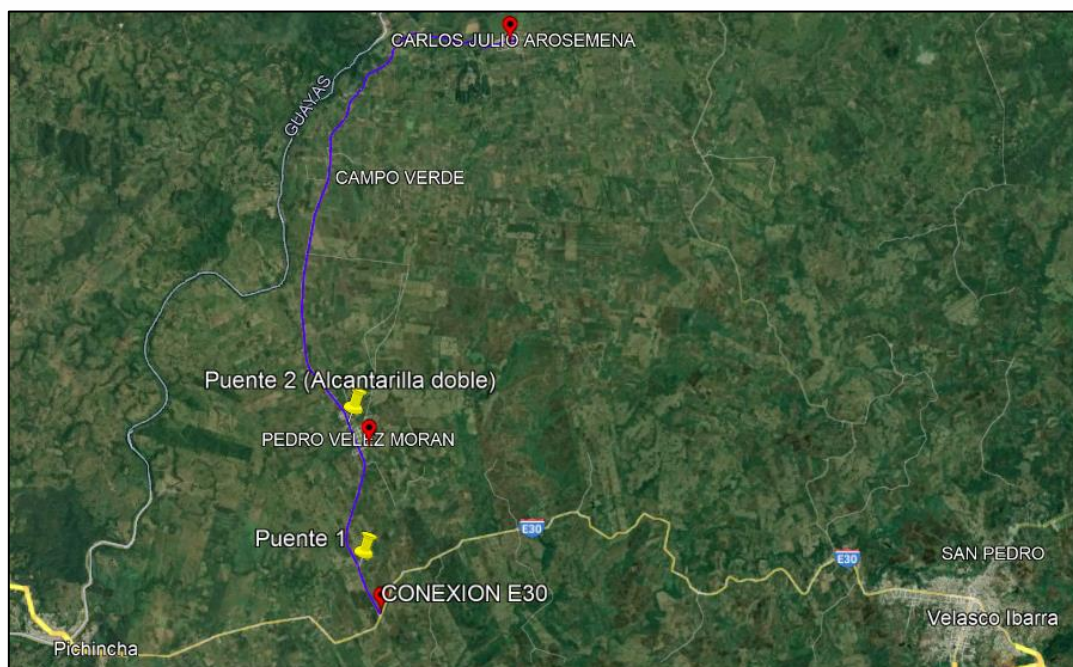 CARLOS JULIO AROSEMENA
GUAYAS
CAMPO VERDE
Puente 2 (Alcantarilla doble)
PEDRO VELEZ MORAN
E30
Puente 1
SAN PEDRO
E30
CONEXION E30
Velasco Ibarra
Pichincha